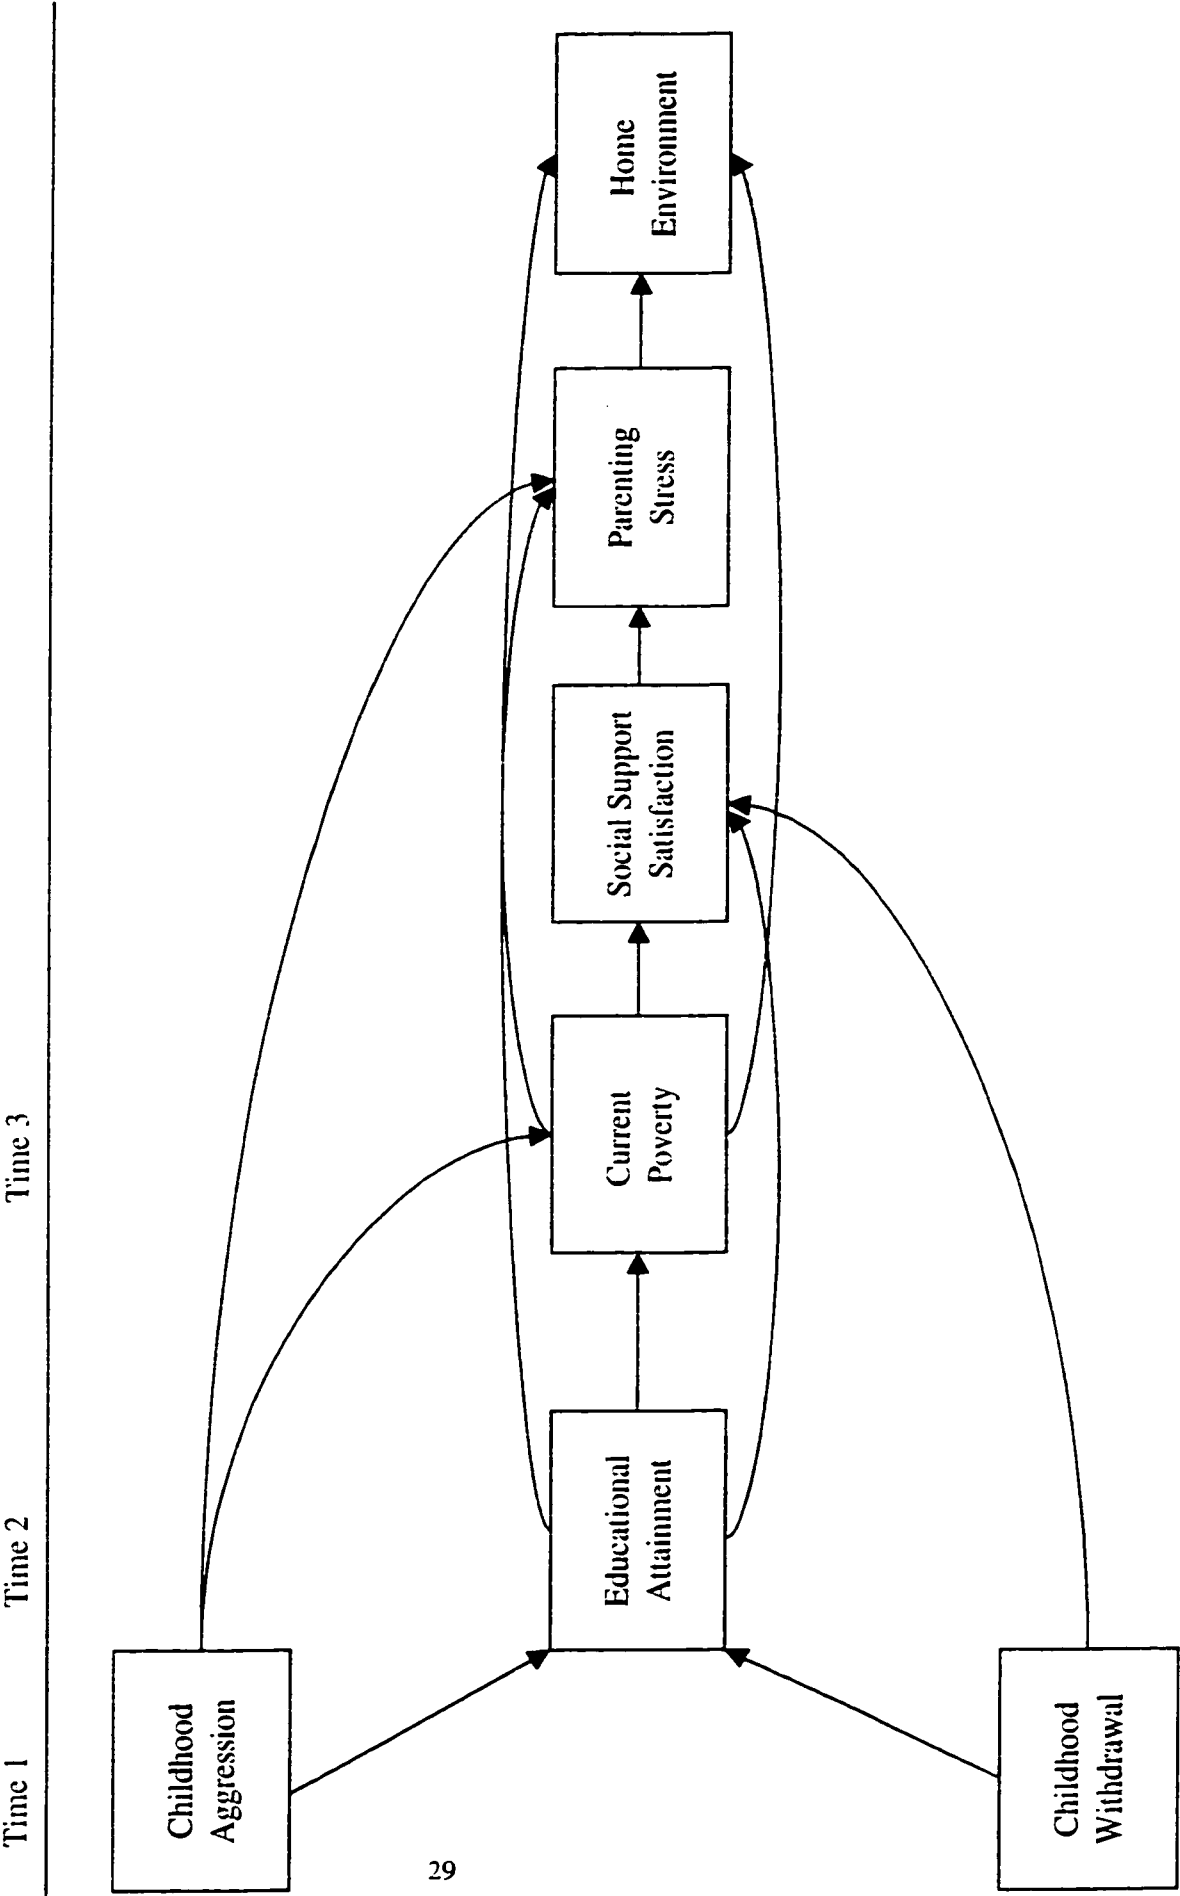 Time 1
Time 2
Time 3
Childhood
Aggression
Educational
Attainment
Current
Poverty
Social Support
Satisfaction
Parenting
Stress
Home
Environment
Childhood
Withdrawal
29